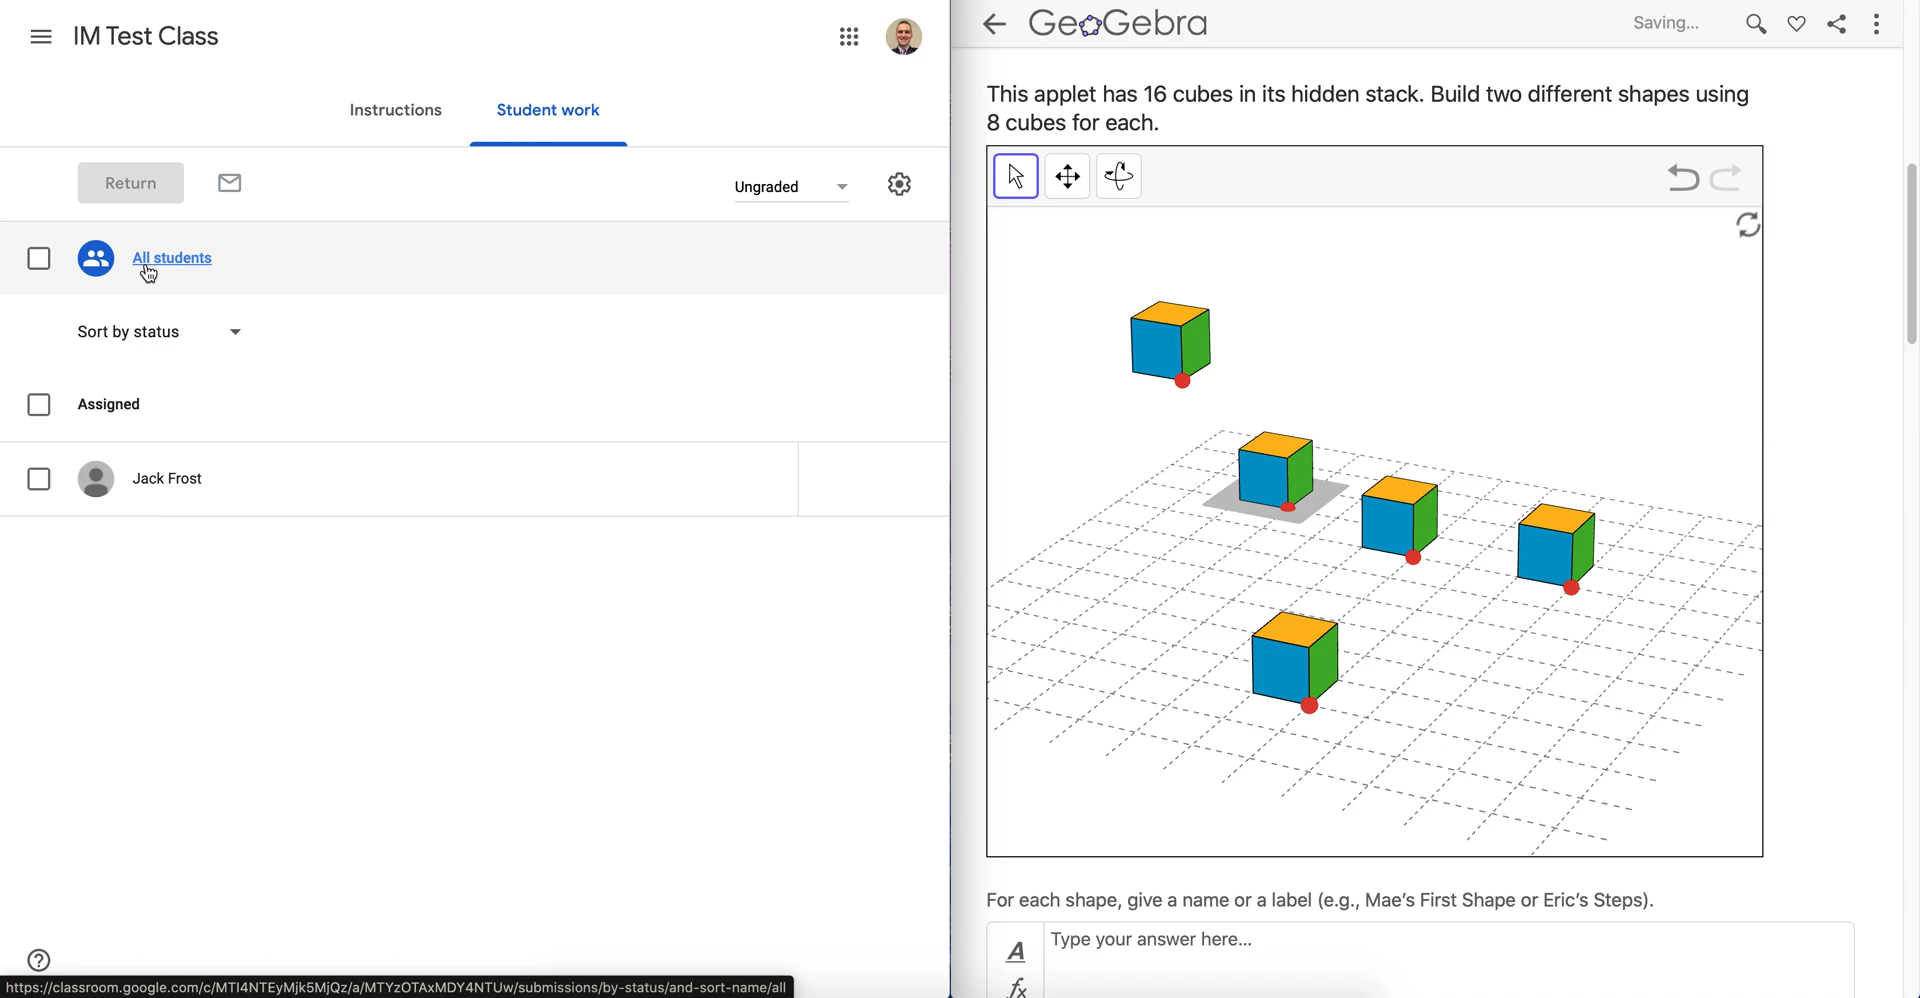 IM Test Class
Instructions
Student work
Return
Ungraded
All students
Sort by status
Assigned
Jack Frost
https://classroom.google.com/c/MTI4NTEyMjk5MjQz/a/MTYzOTAxMDY4NTUw/submissions/by-status/and-sort-name/all
GeoGebra
Saving...
This applet has 16 cubes in its hidden stack. Build two different shapes using
8 cubes for each.
For each shape, give a name or a label (e.g., Mae's First Shape or Eric's Steps).
A
Type your answer here...
fx